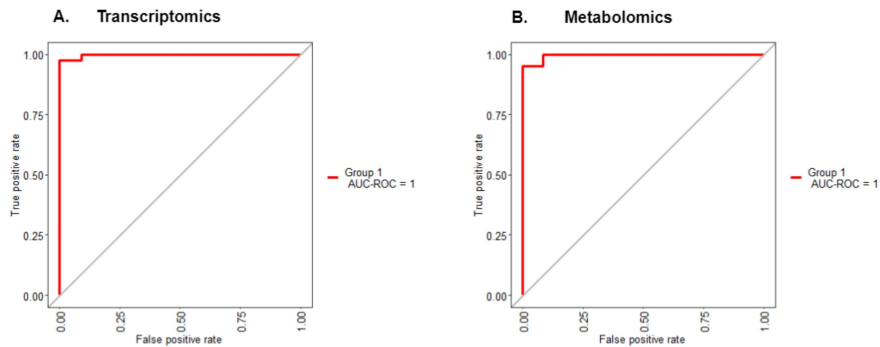 A. Transcriptomics
1.00
0.75
0.50
0.25
0.00
True positive rate
0.00
0.25
0.50
0.75
1.00
False positive rate
Group 1
AUC-ROC = 1
B. Metabolomics
1.00
0.75
0.50
0.25
0.00
True positive rate
0.00
0.25
0.50
0.75
1.00
False positive rate
Group 1
AUC-ROC = 1